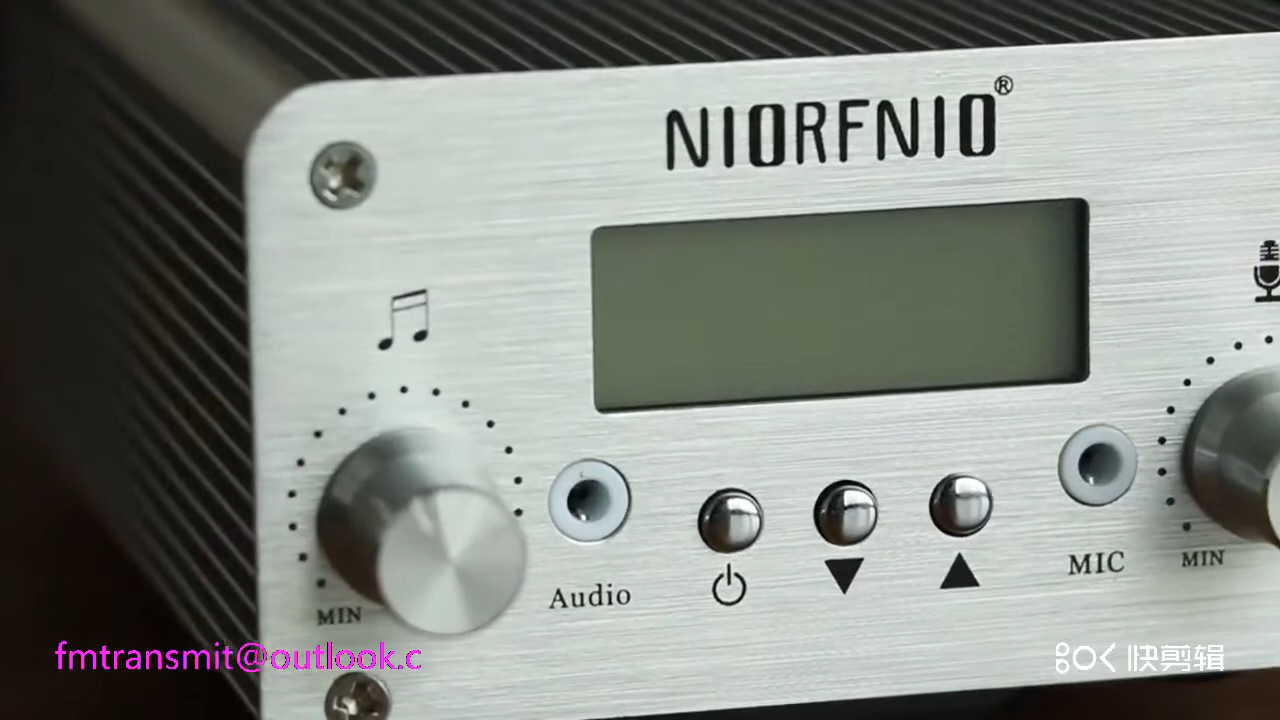 NIORFNIO®
MIN
Audio
MIC
MIN
fmtransmit@outlook.c
快剪辑